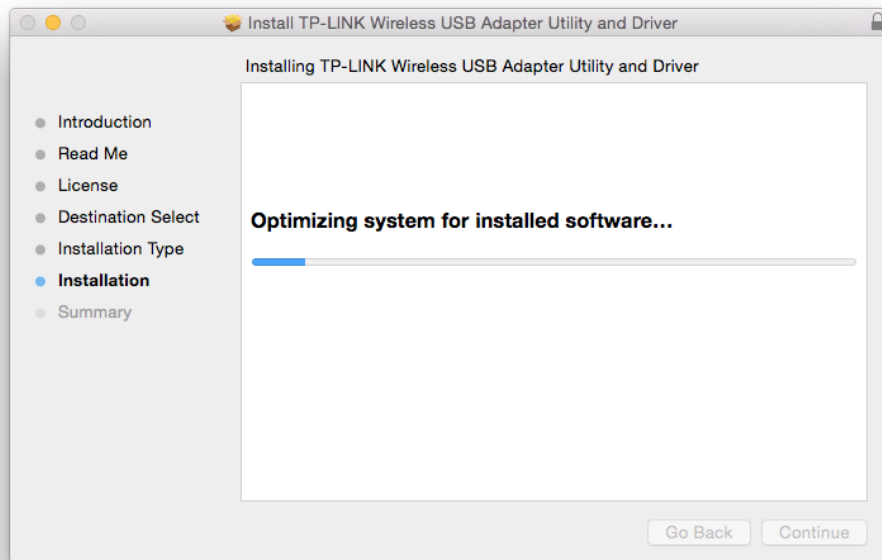 Install TP-LINK Wireless USB Adapter Utility and Driver
Installing TP-LINK Wireless USB Adapter Utility and Driver
Introduction
Read Me
License
Destination Select
Installation Type
Installation
Summary
Optimizing system for installed software...
Go Back
Continue